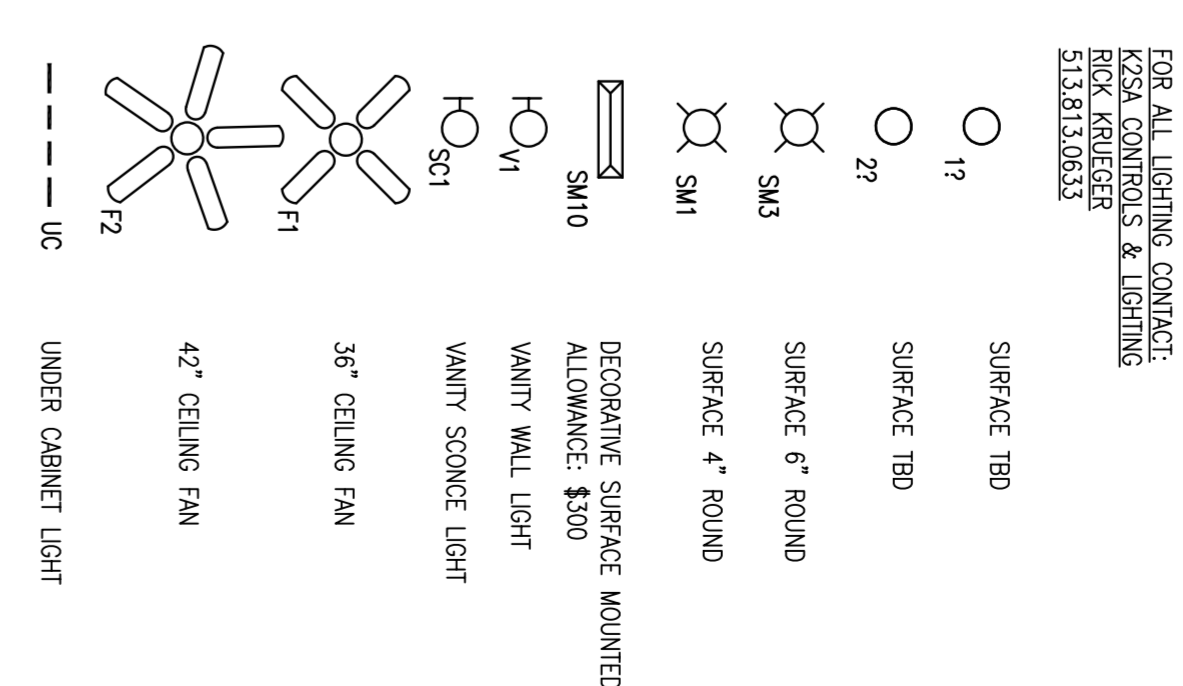 FOR ALL LIGHTING CONTACT:
K2SA CONTROLS & LIGHTING
RICK KRUEGER
513.813.0633
1?
SURFACE TBD
2?
SURFACE TBD
SM3
SURFACE 6" ROUND
SM1
SURFACE 4" ROUND
SM10
DECORATIVE SURFACE MOUNTED
ALLOWANCE: $300
V1
VANITY WALL LIGHT
SC1
VANITY SCONCE LIGHT
F1
36" CEILING FAN
F2
42" CEILING FAN
UC
UNDER CABINET LIGHT